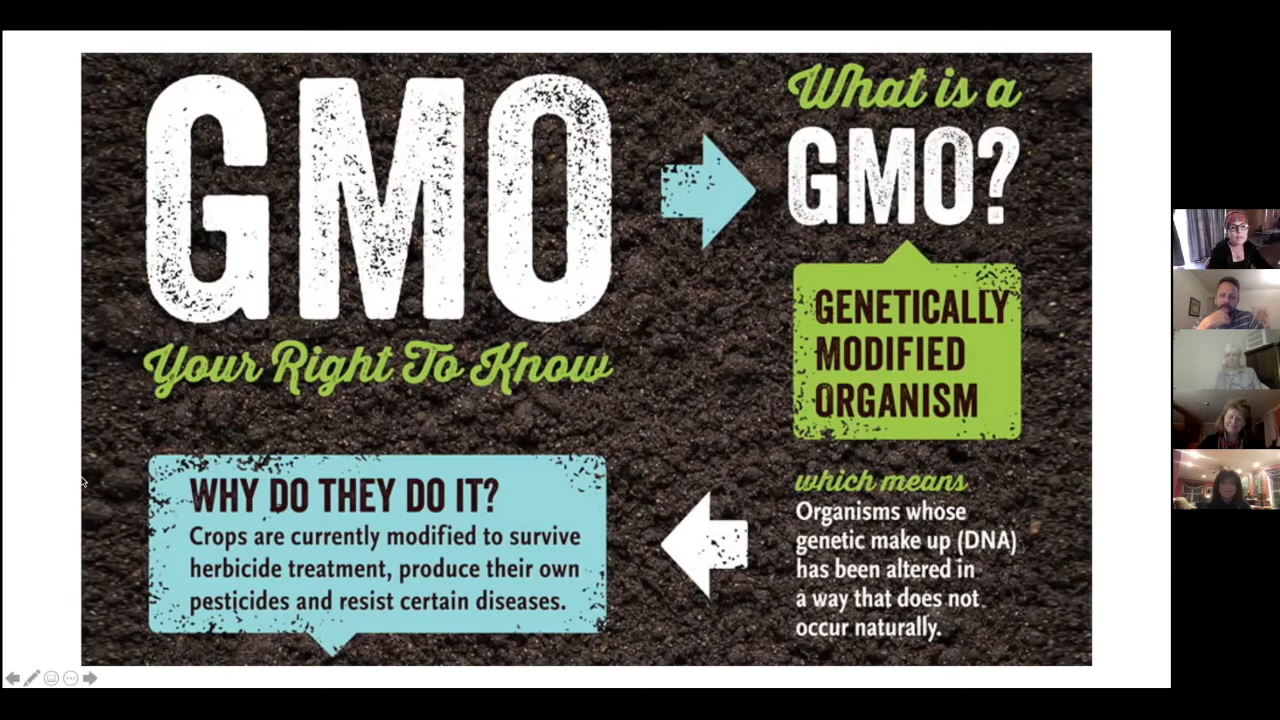 GMO
Your Right To Know
What is a
GMO?
GENETICALLY
MODIFIED
ORGANISM
which means
Organisms whose
genetic make up (DNA)
has been altered in
a way that does not
occur naturally.
WHY DO THEY DO IT?
Crops are currently modified to survive
herbicide treatment, produce their own
pesticides and resist certain diseases.